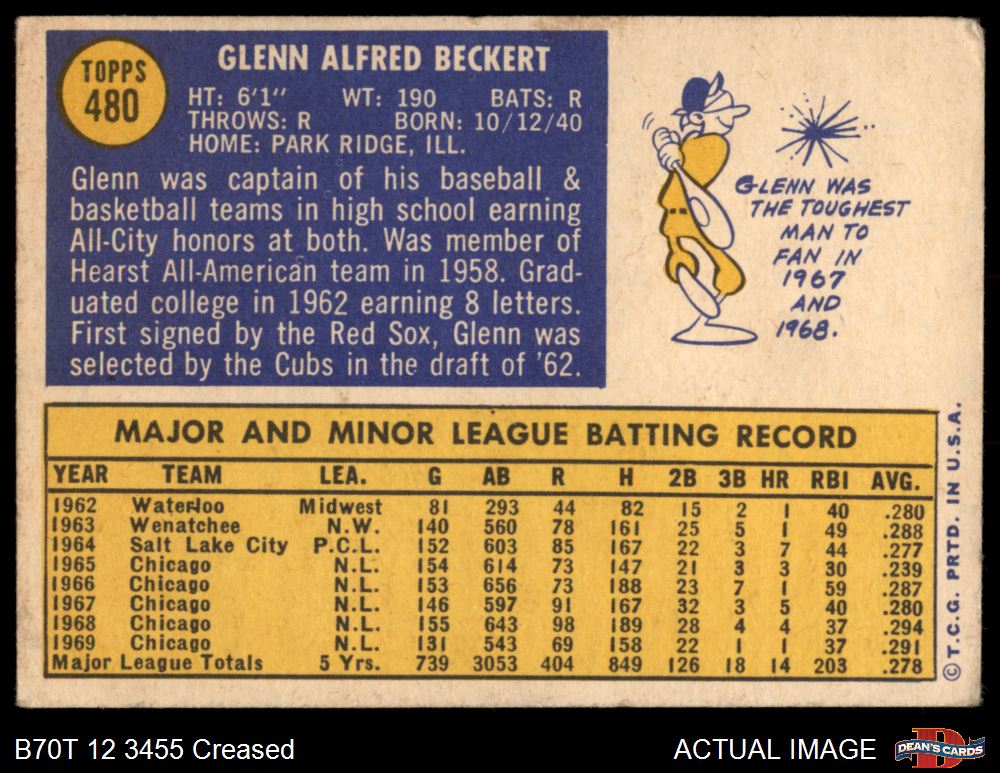 TOPPS
480
GLENN ALFRED BECKERT
HT: 6'1" WT: 190 BATS: R
THROWS: R BORN: 10/12/40
HOME: PARK RIDGE, ILL.
Glenn was captain of his baseball &
basketball teams in high school earning
All-City honors at both. Was member of
Hearst All-American team in 1958. Grad-
uated college in 1962 earning 8 letters.
First signed by the Red Sox, Glenn was
selected by the Cubs in the draft of '62.
GLENN WAS
THE TOUGHEST
MAN TO
FAN IN
1967
AND
1968.
MAJOR AND MINOR LEAGUE BATTING RECORD
YEAR TEAM LEA. G AB R H 2B 3B HR RBI AVG.
1962 Waterloo Midwest 81 293 44 82 15 2 1 40 .280
1963 Wenatchee N.W. 140 560 78 161 25 5 1 49 .288
1964 Salt Lake City P.C.L. 152 603 85 167 22 3 7 44 .277
1965 Chicago N.L. 154 614 73 147 21 3 3 30 .239
1966 Chicago N.L. 153 656 73 188 23 7 1 59 .287
1967 Chicago N.L. 146 597 91 167 32 3 5 40 .280
1968 Chicago N.L. 155 643 98 189 28 4 4 37 .294
1969 Chicago N.L. 131 543 69 158 22 1 1 37 .291
Major League Totals 5 Yrs. 739 3053 404 849 126 18 14 203 .278
© T.C.G. PRTD. IN U.S.A.
B70T 12 3455 Creased
ACTUAL IMAGE
DEAN'S CARDS